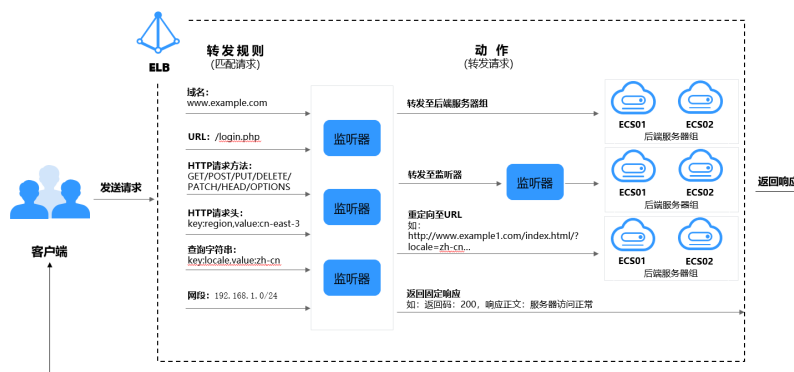 ELB
转发规则
(匹配请求)
动 作
(转发请求)
域名：
www.example.com
URL：/login.php
HTTP请求方法：
GET/POST/PUT/DELETE/
PATCH/HEAD/OPTIONS
HTTP请求头：
key:region,value:cn-east-3
查询字符串：
key:locale,value:zh-cn
网段：192.168.1.0/24
客户端
发送请求
监听器
监听器
监听器
转发至后端服务器组
转发至监听器
监听器
重定向至URL
如：
http://www.example1.com/index.html/?
locale=zh-cn...
返回固定响应
如：返回码：200，响应正文：服务器访问正常
ECS01 ECS02
后端服务器组
ECS01 ECS02
后端服务器组
ECS01 ECS02
后端服务器组
返回响应